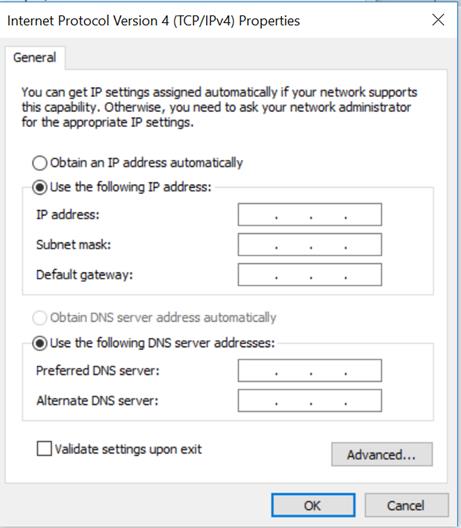 Internet Protocol Version 4 (TCP/IPv4) Properties
General
You can get IP settings assigned automatically if your network supports
this capability. Otherwise, you need to ask your network administrator
for the appropriate IP settings.
Obtain an IP address automatically
Use the following IP address:
IP address:
. . .
Subnet mask:
. . .
Default gateway:
. . .
Obtain DNS server address automatically
Use the following DNS server addresses:
Preferred DNS server:
. . .
Alternate DNS server:
. . .
Validate settings upon exit
Advanced...
OK
Cancel